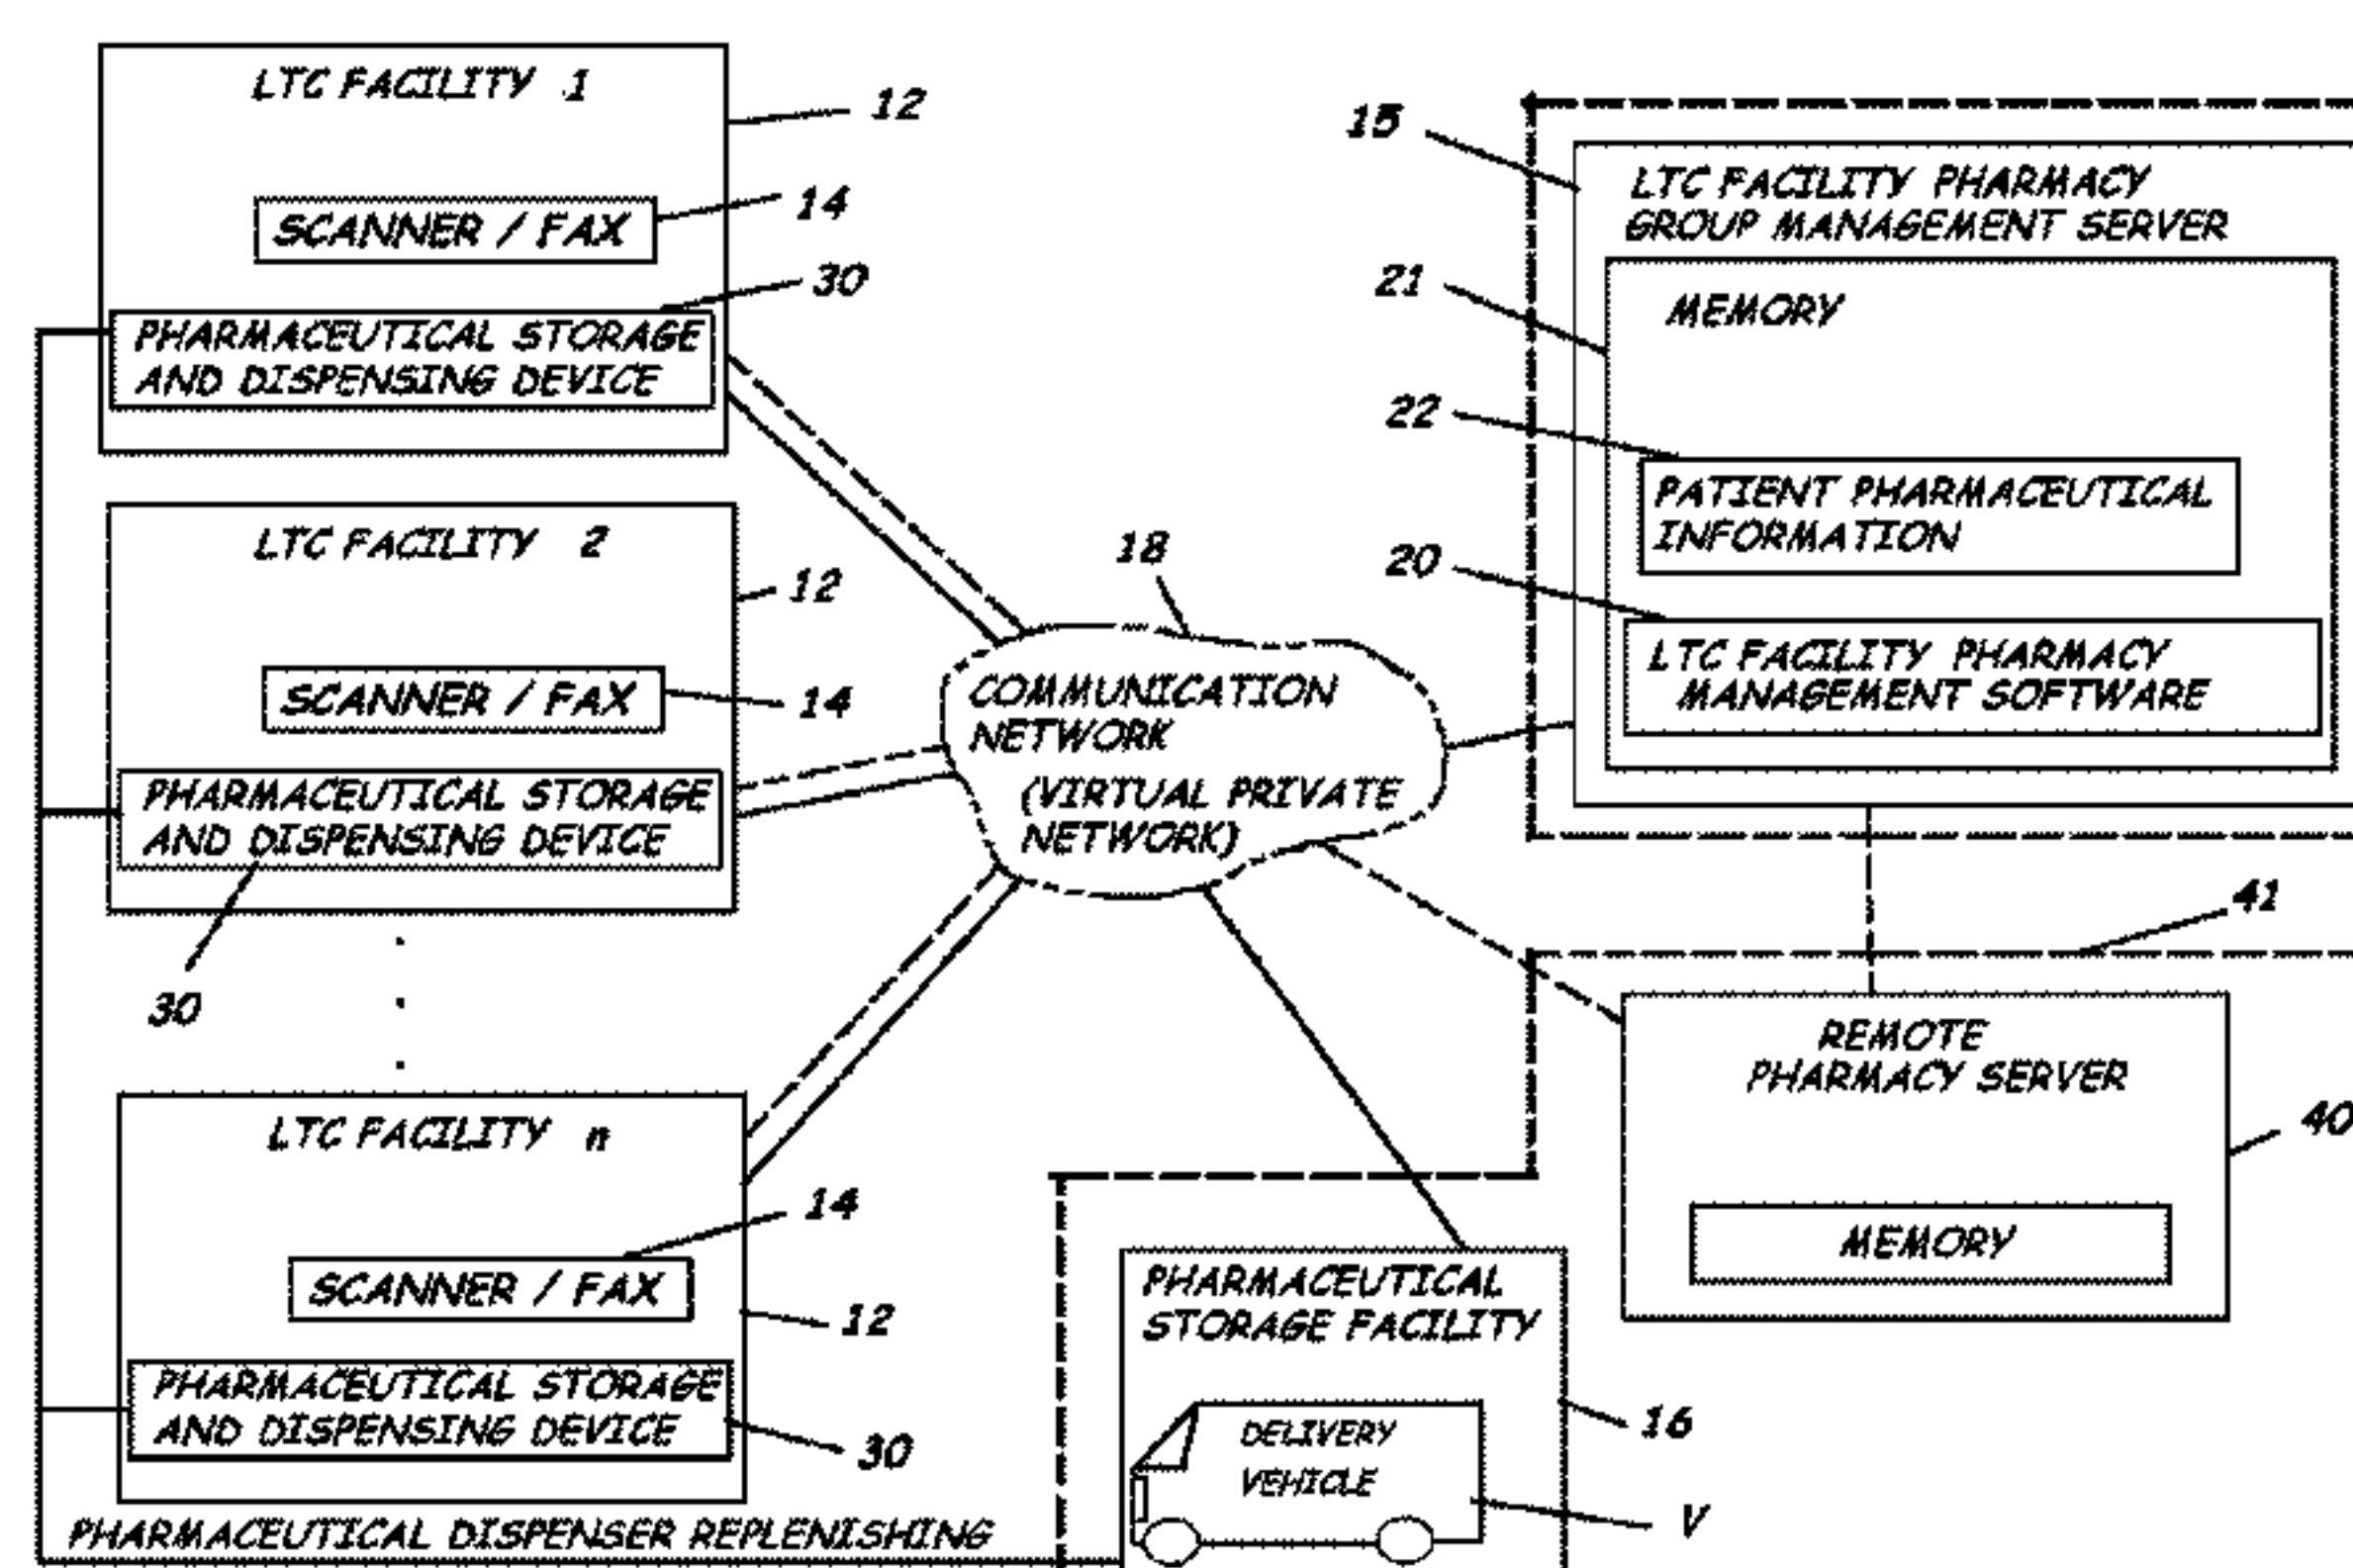 LTC FACILITY 1
12
SCANNER / FAX
14
30
PHARMACEUTICAL STORAGE
AND DISPENSING DEVICE
LTC FACILITY 2
12
SCANNER / FAX
14
PHARMACEUTICAL STORAGE
AND DISPENSING DEVICE
30
LTC FACILITY n
14
SCANNER / FAX
12
PHARMACEUTICAL STORAGE
AND DISPENSING DEVICE
30
PHARMACEUTICAL DISPENSER REPLENISHING
18
COMMUNICATION
NETWORK
(VIRTUAL PRIVATE
NETWORK)
15
LTC FACILITY PHARMACY
GROUP MANAGEMENT SERVER
21
MEMORY
22
PATIENT PHARMACEUTICAL
INFORMATION
20
LTC FACILITY PHARMACY
MANAGEMENT SOFTWARE
41
REMOTE
PHARMACY SERVER
40
MEMORY
PHARMACEUTICAL
STORAGE FACILITY
16
DELIVERY
VEHICLE
V